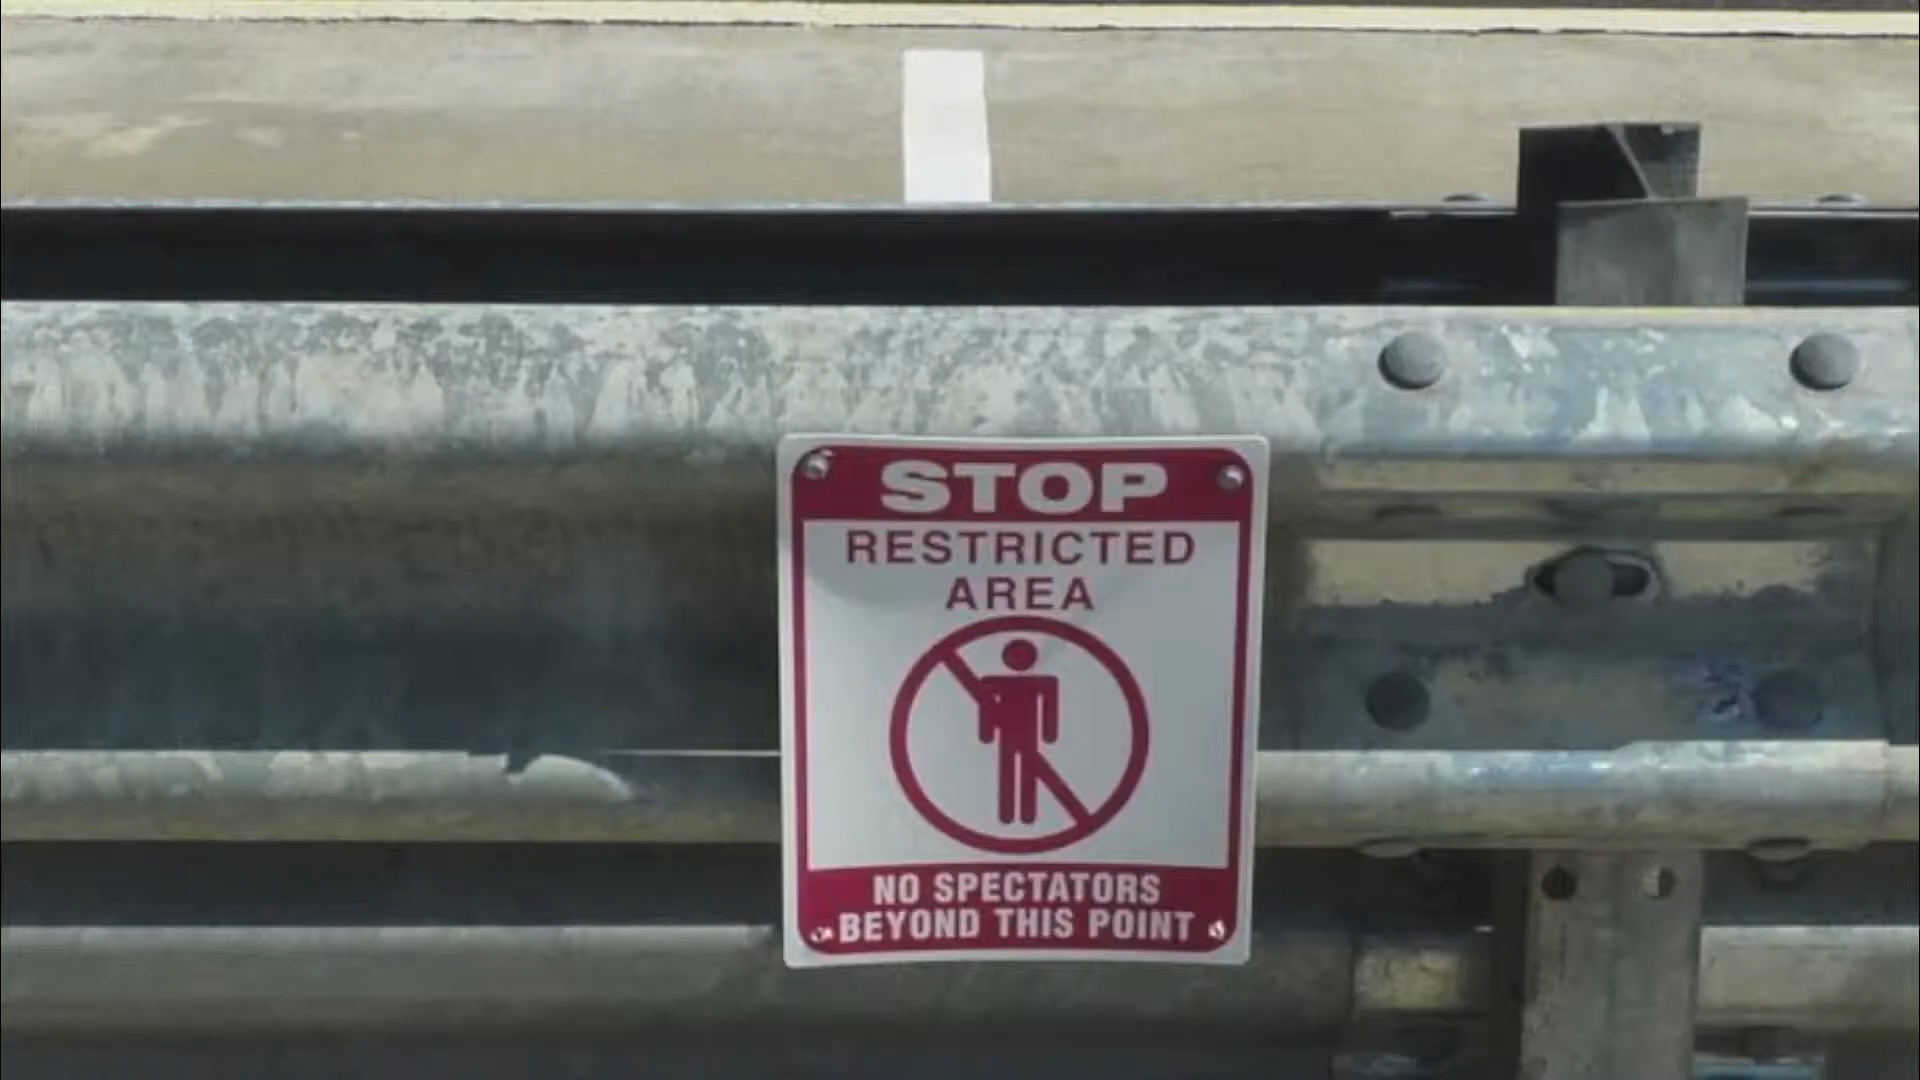 STOP
RESTRICTED
AREA
NO SPECTATORS
BEYOND THIS POINT